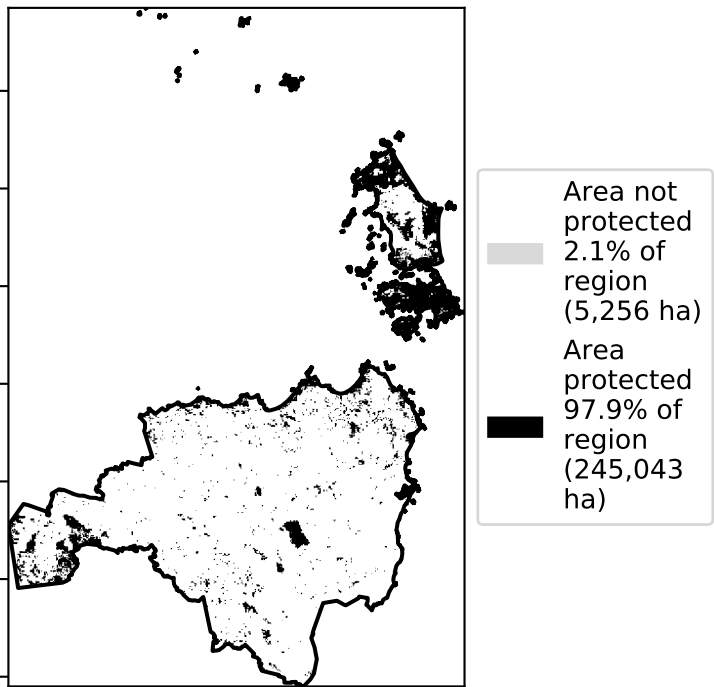 Area not
protected
2.1% of
region
(5,256 ha)
Area
protected
97.9% of
region
(245,043
ha)